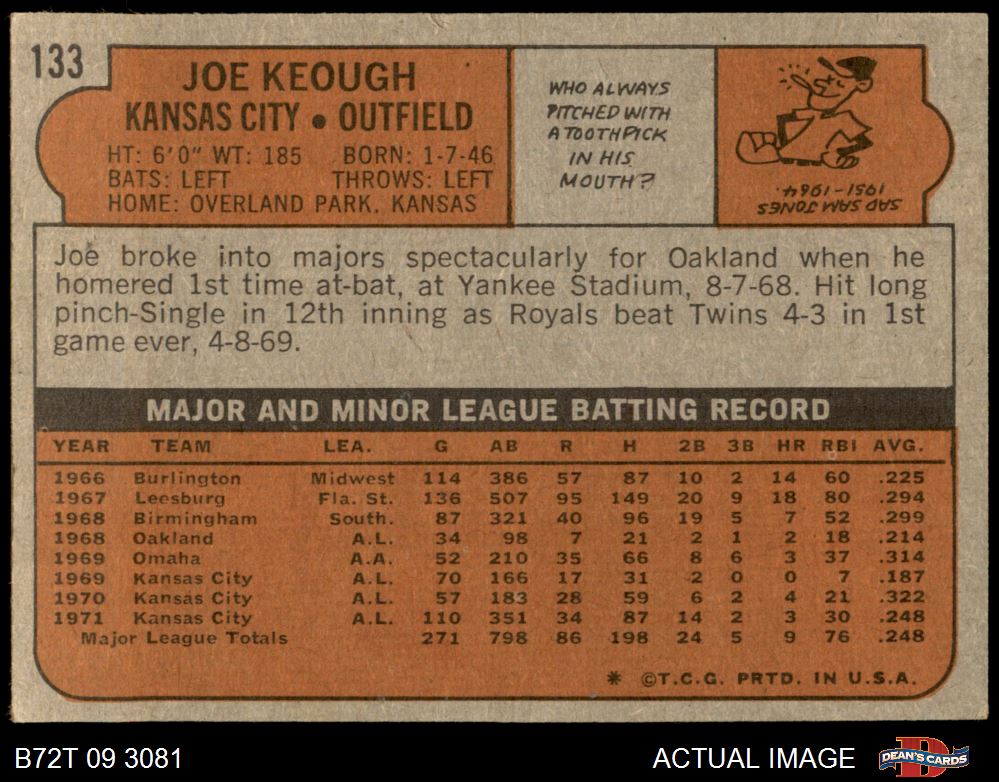 133
JOE KEOUGH
KANSAS CITY • OUTFIELD
HT: 6'0" WT: 185 BORN: 1-7-46
BATS: LEFT THROWS: LEFT
HOME: OVERLAND PARK, KANSAS
WHO ALWAYS
PITCHED WITH
A TOOTHPICK
IN HIS
MOUTH?
SAD SAM JONES
1951-1964.
Joe broke into majors spectacularly for Oakland when he
homered 1st time at-bat, at Yankee Stadium, 8-7-68. Hit long
pinch-Single in 12th inning as Royals beat Twins 4-3 in 1st
game ever, 4-8-69.
MAJOR AND MINOR LEAGUE BATTING RECORD
YEAR TEAM LEA. G AB R H 2B 3B HR RBI AVG.
1966 Burlington Midwest 114 386 57 87 10 2 14 60 .225
1967 Leesburg Fla. St. 136 507 95 149 20 9 18 80 .294
1968 Birmingham South. 87 321 40 96 19 5 7 52 .299
1968 Oakland A.L. 34 98 7 21 2 1 2 18 .214
1969 Omaha A.A. 52 210 35 66 8 6 3 37 .314
1969 Kansas City A.L. 70 166 17 31 2 0 0 7 .187
1970 Kansas City A.L. 57 183 28 59 6 2 4 21 .322
1971 Kansas City A.L. 110 351 34 87 14 2 3 30 .248
Major League Totals 271 798 86 198 24 5 9 76 .248
* ©T.C.G. PRTD. IN U.S.A.
B72T 09 3081 ACTUAL IMAGE DEAN'S CARDS